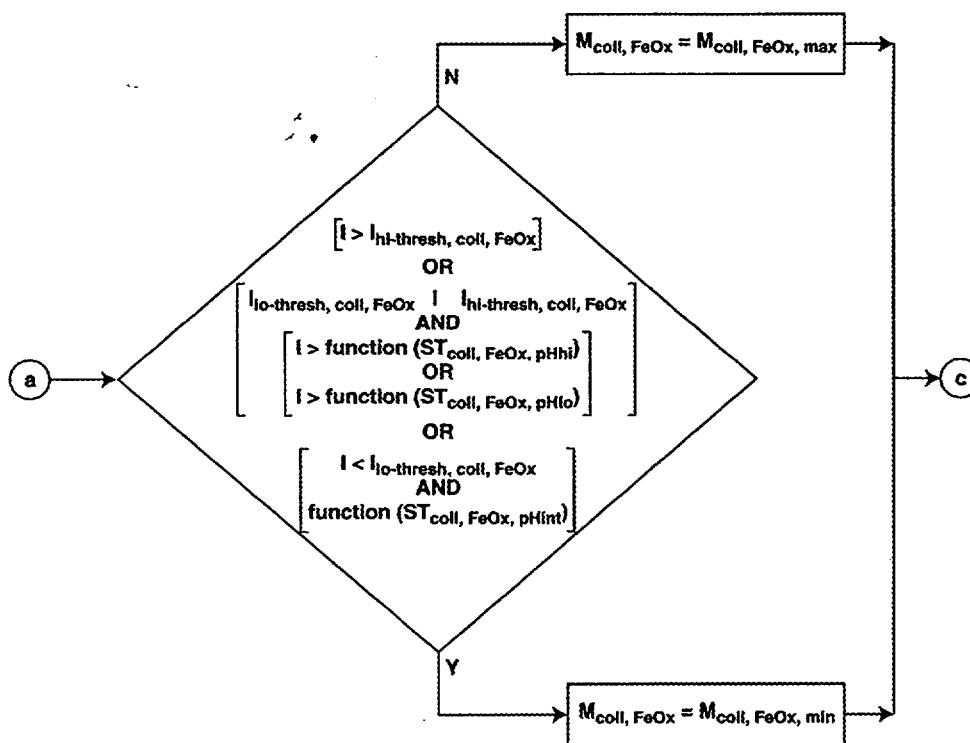 M_coll, FeOx = M_coll, FeOx, max
N
[I > I_hi-thresh, coll, FeOx]
OR
I_lo-thresh, coll, FeOx I I_hi-thresh, coll, FeOx
AND
I > function (ST_coll, FeOx, pHhi)
OR
I > function (ST_coll, FeOx, pHlo)
OR
I < I_lo-thresh, coll, FeOx
AND
function (ST_coll, FeOx, pHint)
a
c
Y
M_coll, FeOx = M_coll, FeOx, min